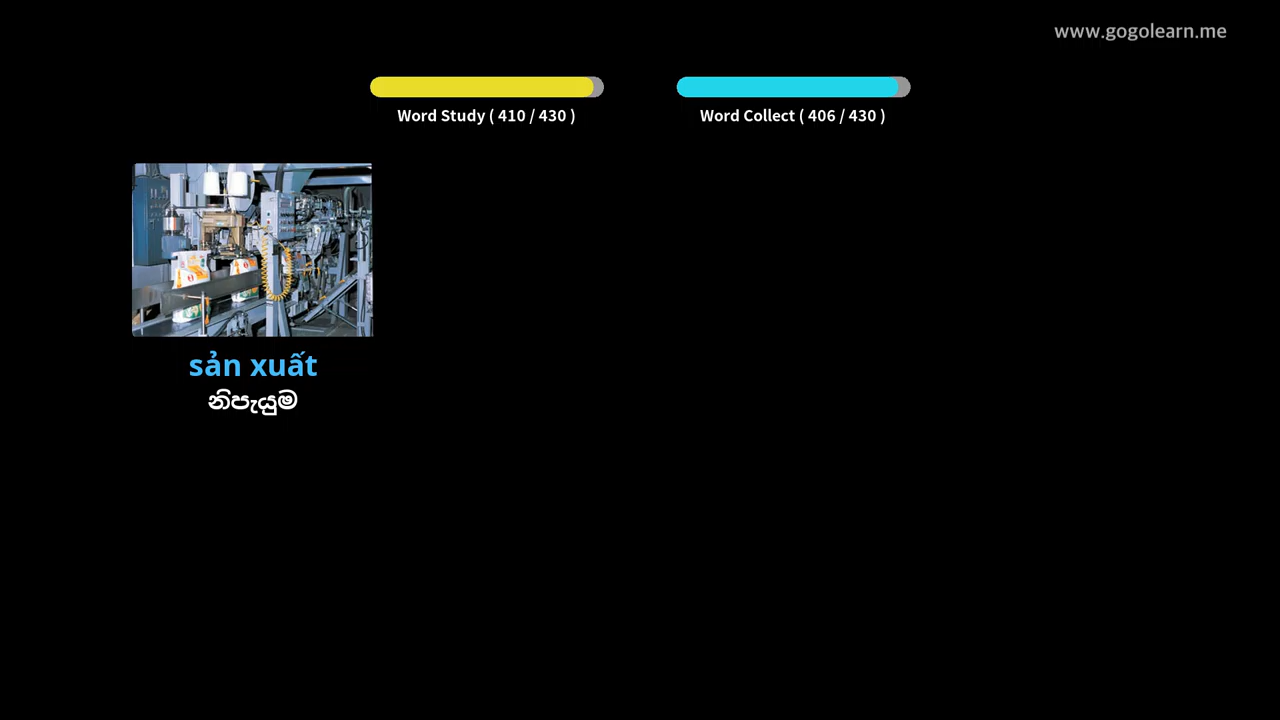 www.gogolearn.me
Word Study ( 410 / 430 )
Word Collect ( 406 / 430 )
sản xuất
නිපැයුම